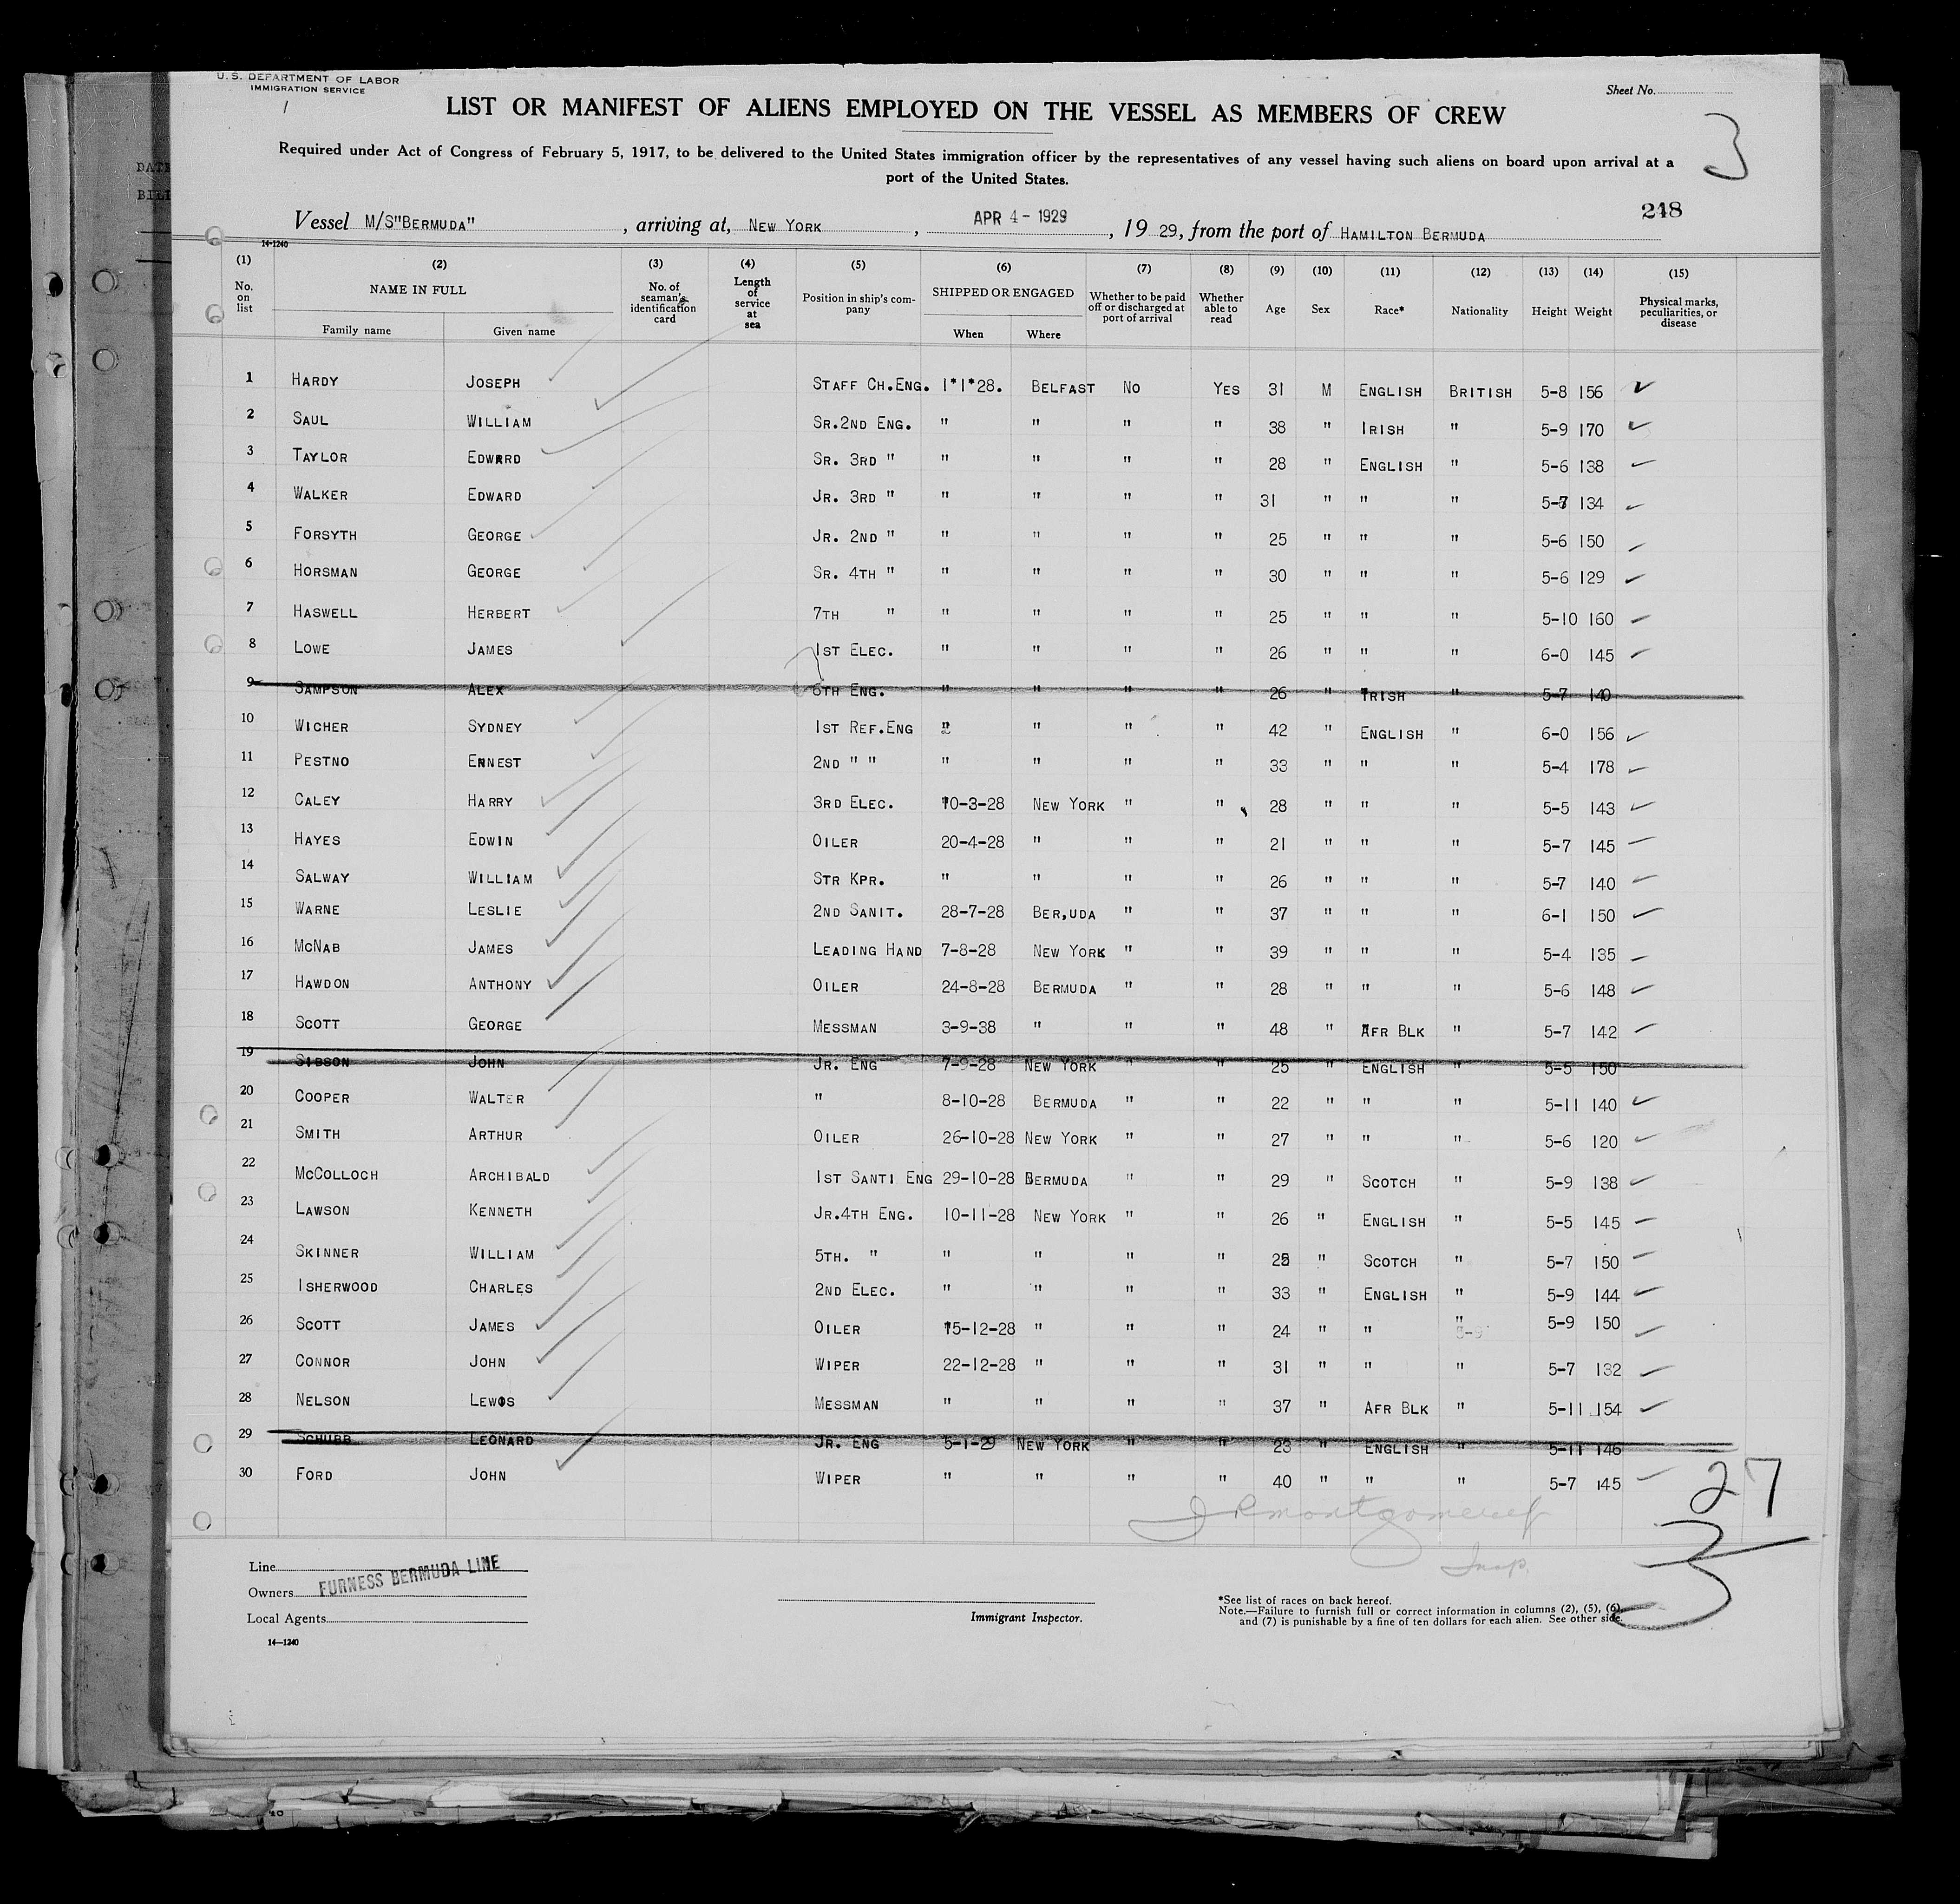 U.S. DEPARTMENT OF LABOR
IMMIGRATION SERVICE
Sheet No.
LIST OR MANIFEST OF ALIENS EMPLOYED ON THE VESSEL AS MEMBERS OF CREW
3
Required under Act of Congress of February 5, 1917, to be delivered to the United States immigration officer by the representatives of any vessel having such aliens on board upon arrival at a
port of the United States.
248
Vessel M/S"BERMUDA", arriving at, NEW YORK, APR 4 - 1929, 19 29, from the port of HAMILTON BERMUDA
14-1240
(1) (2) (3) (4) (5) (6) (7) (8) (9) (10) (11) (12) (13) (14) (15)
No. on list NAME IN FULL Family name Given name No. of seaman's identification card Length of service at sea Position in ship's company SHIPPED OR ENGAGED When Where Whether to be paid off or discharged at port of arrival Whether able to read Age Sex Race* Nationality Height Weight Physical marks, peculiarities, or disease
1 HARDY JOSEPH STAFF CH.ENG. 1*1*28. BELFAST NO YES 31 M ENGLISH BRITISH 5-8 156
2 SAUL WILLIAM SR.2ND ENG. " " " " 38 " IRISH " 5-9 170
3 TAYLOR EDWARD SR. 3RD " " " " " 28 " ENGLISH " 5-6 138
4 WALKER EDWARD JR. 3RD " " " " " 31 " " " 5-7 134
5 FORSYTH GEORGE JR. 2ND " " " " " 25 " " " 5-6 150
6 HORSMAN GEORGE SR. 4TH " " " " " 30 " " " 5-6 129
7 HASWELL HERBERT 7TH " " " " " 25 " " " 5-10 160
8 LOWE JAMES 1ST ELEC. " " " " 26 " " " 6-0 145
9 SAMPSON ALEX 6TH ENG. " " " " 26 " IRISH " 5-7 140
10 WICHER SYDNEY 1ST REF.ENG " " " " 42 " ENGLISH " 6-0 156
11 PESTNO ERNEST 2ND " " " " " " 33 " " " 5-4 178
12 CALEY HARRY 3RD ELEC. 10-3-28 NEW YORK " " 28 " " " 5-5 143
13 HAYES EDWIN OILER 20-4-28 " " " 21 " " " 5-7 145
14 SALWAY WILLIAM STR KPR. " " " " 26 " " " 5-7 140
15 WARNE LESLIE 2ND SANIT. 28-7-28 BER,UDA " " 37 " " " 6-1 150
16 MCNAB JAMES LEADING HAND 7-8-28 NEW YORK " " 39 " " " 5-4 135
17 HAWDON ANTHONY OILER 24-8-28 BERMUDA " " 28 " " " 5-6 148
18 SCOTT GEORGE MESSMAN 3-9-38 " " " 48 " AFR BLK " 5-7 142
19 SIBSON JOHN JR. ENG 7-9-28 NEW YORK " " 25 " ENGLISH " 5-5 150
20 COOPER WALTER " 8-10-28 BERMUDA " " 22 " " " 5-11 140
21 SMITH ARTHUR OILER 26-10-28 NEW YORK " " 27 " " " 5-6 120
22 MCCOLLOCH ARCHIBALD 1ST SANTI ENG 29-10-28 BERMUDA " " 29 " SCOTCH " 5-9 138
23 LAWSON KENNETH JR.4TH ENG. 10-11-28 NEW YORK " " 26 " ENGLISH " 5-5 145
24 SKINNER WILLIAM 5TH. " " " " " " SCOTCH " 5-7 150
25 ISHERWOOD CHARLES 2ND ELEC. " " " " 33 " ENGLISH " 5-9 144
26 SCOTT JAMES OILER 15-12-28 " " " 24 " " " 5-9 150
27 CONNOR JOHN WIPER 22-12-28 " " " 31 " " " 5-7 132
28 NELSON LEWIS MESSMAN " " " " 37 " AFR BLK " 5-11 154
29 SCHUBB LEONARD JR. ENG 5-1-29 NEW YORK " " 23 " ENGLISH " 5-11 146
30 FORD JOHN WIPER " " " " 40 " " " 5-7 145
27
3
Insp.
Line
Owners FURNESS BERMUDA LINE
Local Agents
Immigrant Inspector.
*See list of races on back hereof.
Note.—Failure to furnish full or correct information in columns (2), (5), (6),
and (7) is punishable by a fine of ten dollars for each alien. See other side.
14-1240